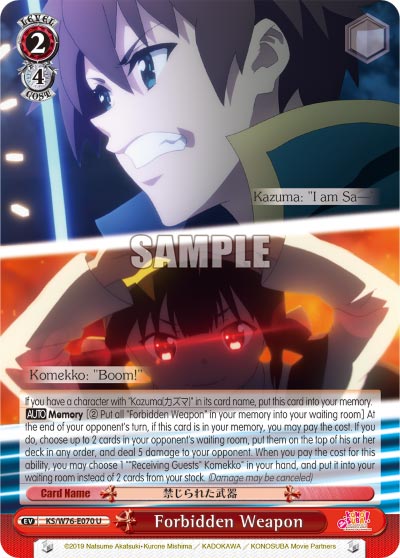 LEVEL
2
4
COST
Kazuma: "I am Sa—"
SAMPLE
Komekko: "Boom!"
If you have a character with "Kazuma(カズマ)" in its card name, put this card into your memory.
AUTO Memory [② Put all "Forbidden Weapon" in your memory into your waiting room] At
the end of your opponent's turn, if this card is in your memory, you may pay the cost. If you
do, choose up to 2 cards in your opponent's waiting room, put them on the top of his or her
deck in any order, and deal 5 damage to your opponent. When you pay the cost for this
ability, you may choose 1 ""Receiving Guests" Komekko" in your hand, and put it into your
waiting room instead of 2 cards from your stock. (Damage may be canceled)
Card Name 禁じられた武器
EV KS/W76-E070 U Forbidden Weapon
©2019 Natsume Akatsuki・Kurone Mishima / KADOKAWA / KONOSUBA Movie Partners